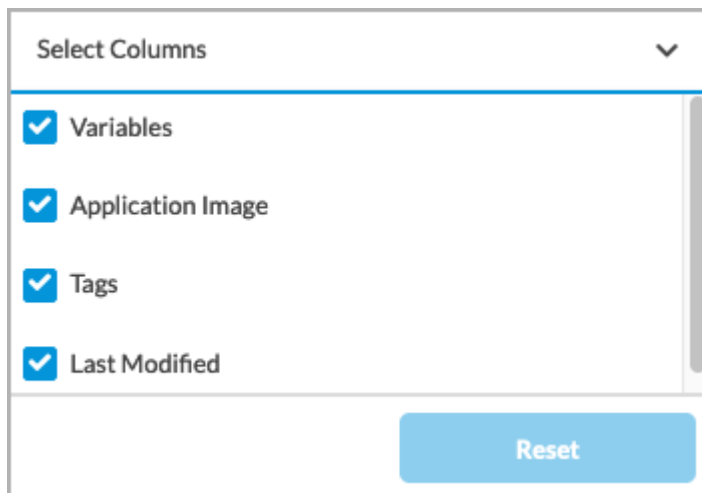 Select Columns
Variables
Application Image
Tags
Last Modified
Reset